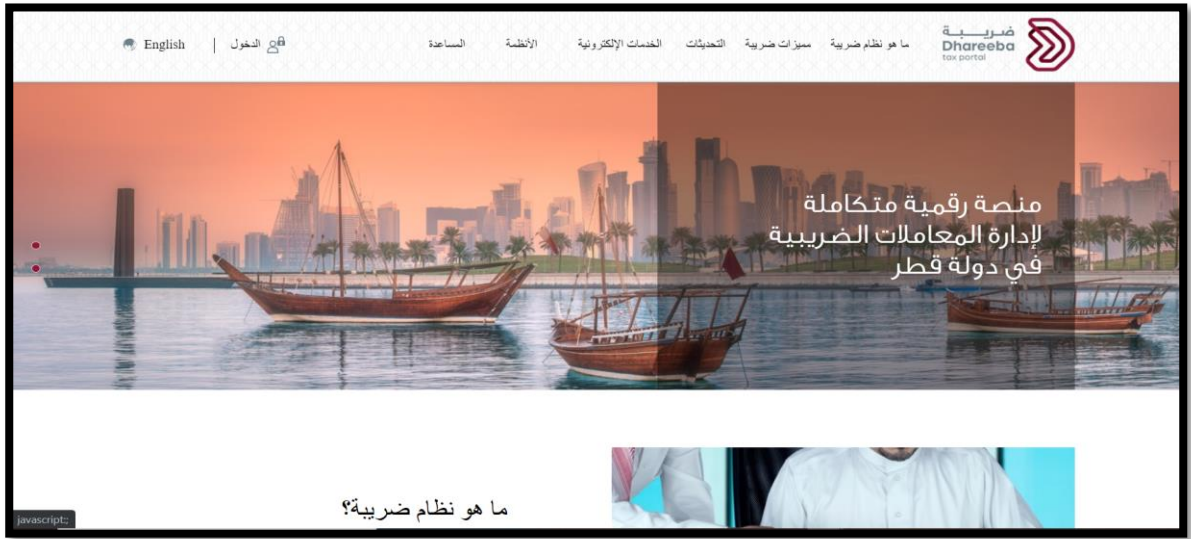 ضريبة
Dhareeba
tax portal
ما هو نظام ضريبة
مميزات ضريبة
التحديثات
الخدمات الإلكترونية
الأنظمة
المساعدة
الدخول
|
English
منصة رقمية متكاملة
لإدارة المعاملات الضريبية
في دولة قطر
ما هو نظام ضريبة؟
javascript:;